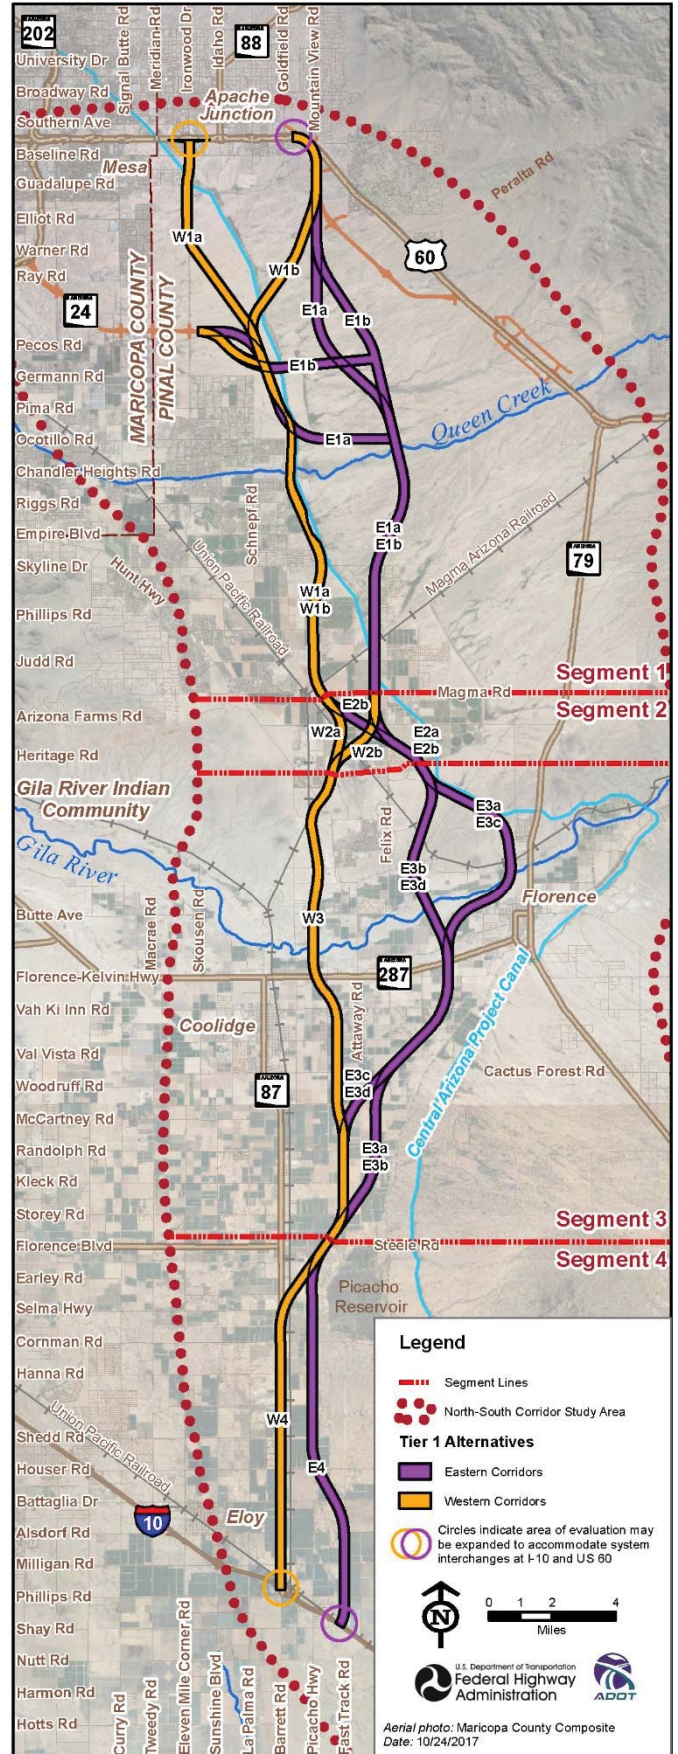 ARIZONA
202
ARIZONA
88
Signal Butte Rd
Meridian Rd
Ironwood Dr
Idaho Rd
Goldfield Rd
Mountain View Rd
University Dr
Broadway Rd
Southern Ave
Baseline Rd
Guadalupe Rd
Elliot Rd
Warner Rd
Ray Rd
Pecos Rd
Germann Rd
Pima Rd
Ocotillo Rd
Chandler Heights Rd
Riggs Rd
Empire Blvd
Skyline Dr
Phillips Rd
Judd Rd
Arizona Farms Rd
Heritage Rd
Apache
Junction
Mesa
Peralta Rd
60
W1a
W1b
ARIZONA
24
MARICOPA COUNTY
PINAL COUNTY
E1a
E1b
E1b
E1a
Queen Creek
Schnepf Rd
Hunt Hwy
Union Pacific Railroad
Magma Arizona Railroad
E1a
E1b
ARIZONA
79
W1a
W1b
Segment 1
Magma Rd
Segment 2
E2b
W2a
W2b
E2a
E2b
Gila River Indian
Community
Gila River
Felix Rd
E3a
E3c
E3b
E3d
Florence
Butte Ave
Macrae Rd
Skousen Rd
W3
Florence-Kelvin Hwy
ARIZONA
287
Vah Ki Inn Rd
Coolidge
Attaway Rd
Central Arizona Project Canal
Val Vista Rd
Woodruff Rd
McCartney Rd
Randolph Rd
Kleck Rd
Storey Rd
Florence Blvd
ARIZONA
87
E3c
E3d
Cactus Forest Rd
E3a
E3b
Segment 3
Steele Rd
Segment 4
Earley Rd
Selma Hwy
Cornman Rd
Hanna Rd
Shedd Rd
Houser Rd
Battaglia Dr
Alsdorf Rd
Milligan Rd
Phillips Rd
Shay Rd
Nutt Rd
Harmon Rd
Hotts Rd
Picacho
Reservoir
Union Pacific Railroad
W4
E4
10
Eloy
Curry Rd
Tweedy Rd
Eleven Mile Corner Rd
Sunshine Blvd
La Palma Rd
Barrett Rd
Picacho Hwy
Fast Track Rd
Legend
Segment Lines
North-South Corridor Study Area
Tier 1 Alternatives
Eastern Corridors
Western Corridors
Circles indicate area of evaluation may
be expanded to accommodate system
interchanges at I-10 and US 60
N
0 1 2 4
Miles
U.S. Department of Transportation
Federal Highway
Administration
ADOT
Aerial photo: Maricopa County Composite
Date: 10/24/2017